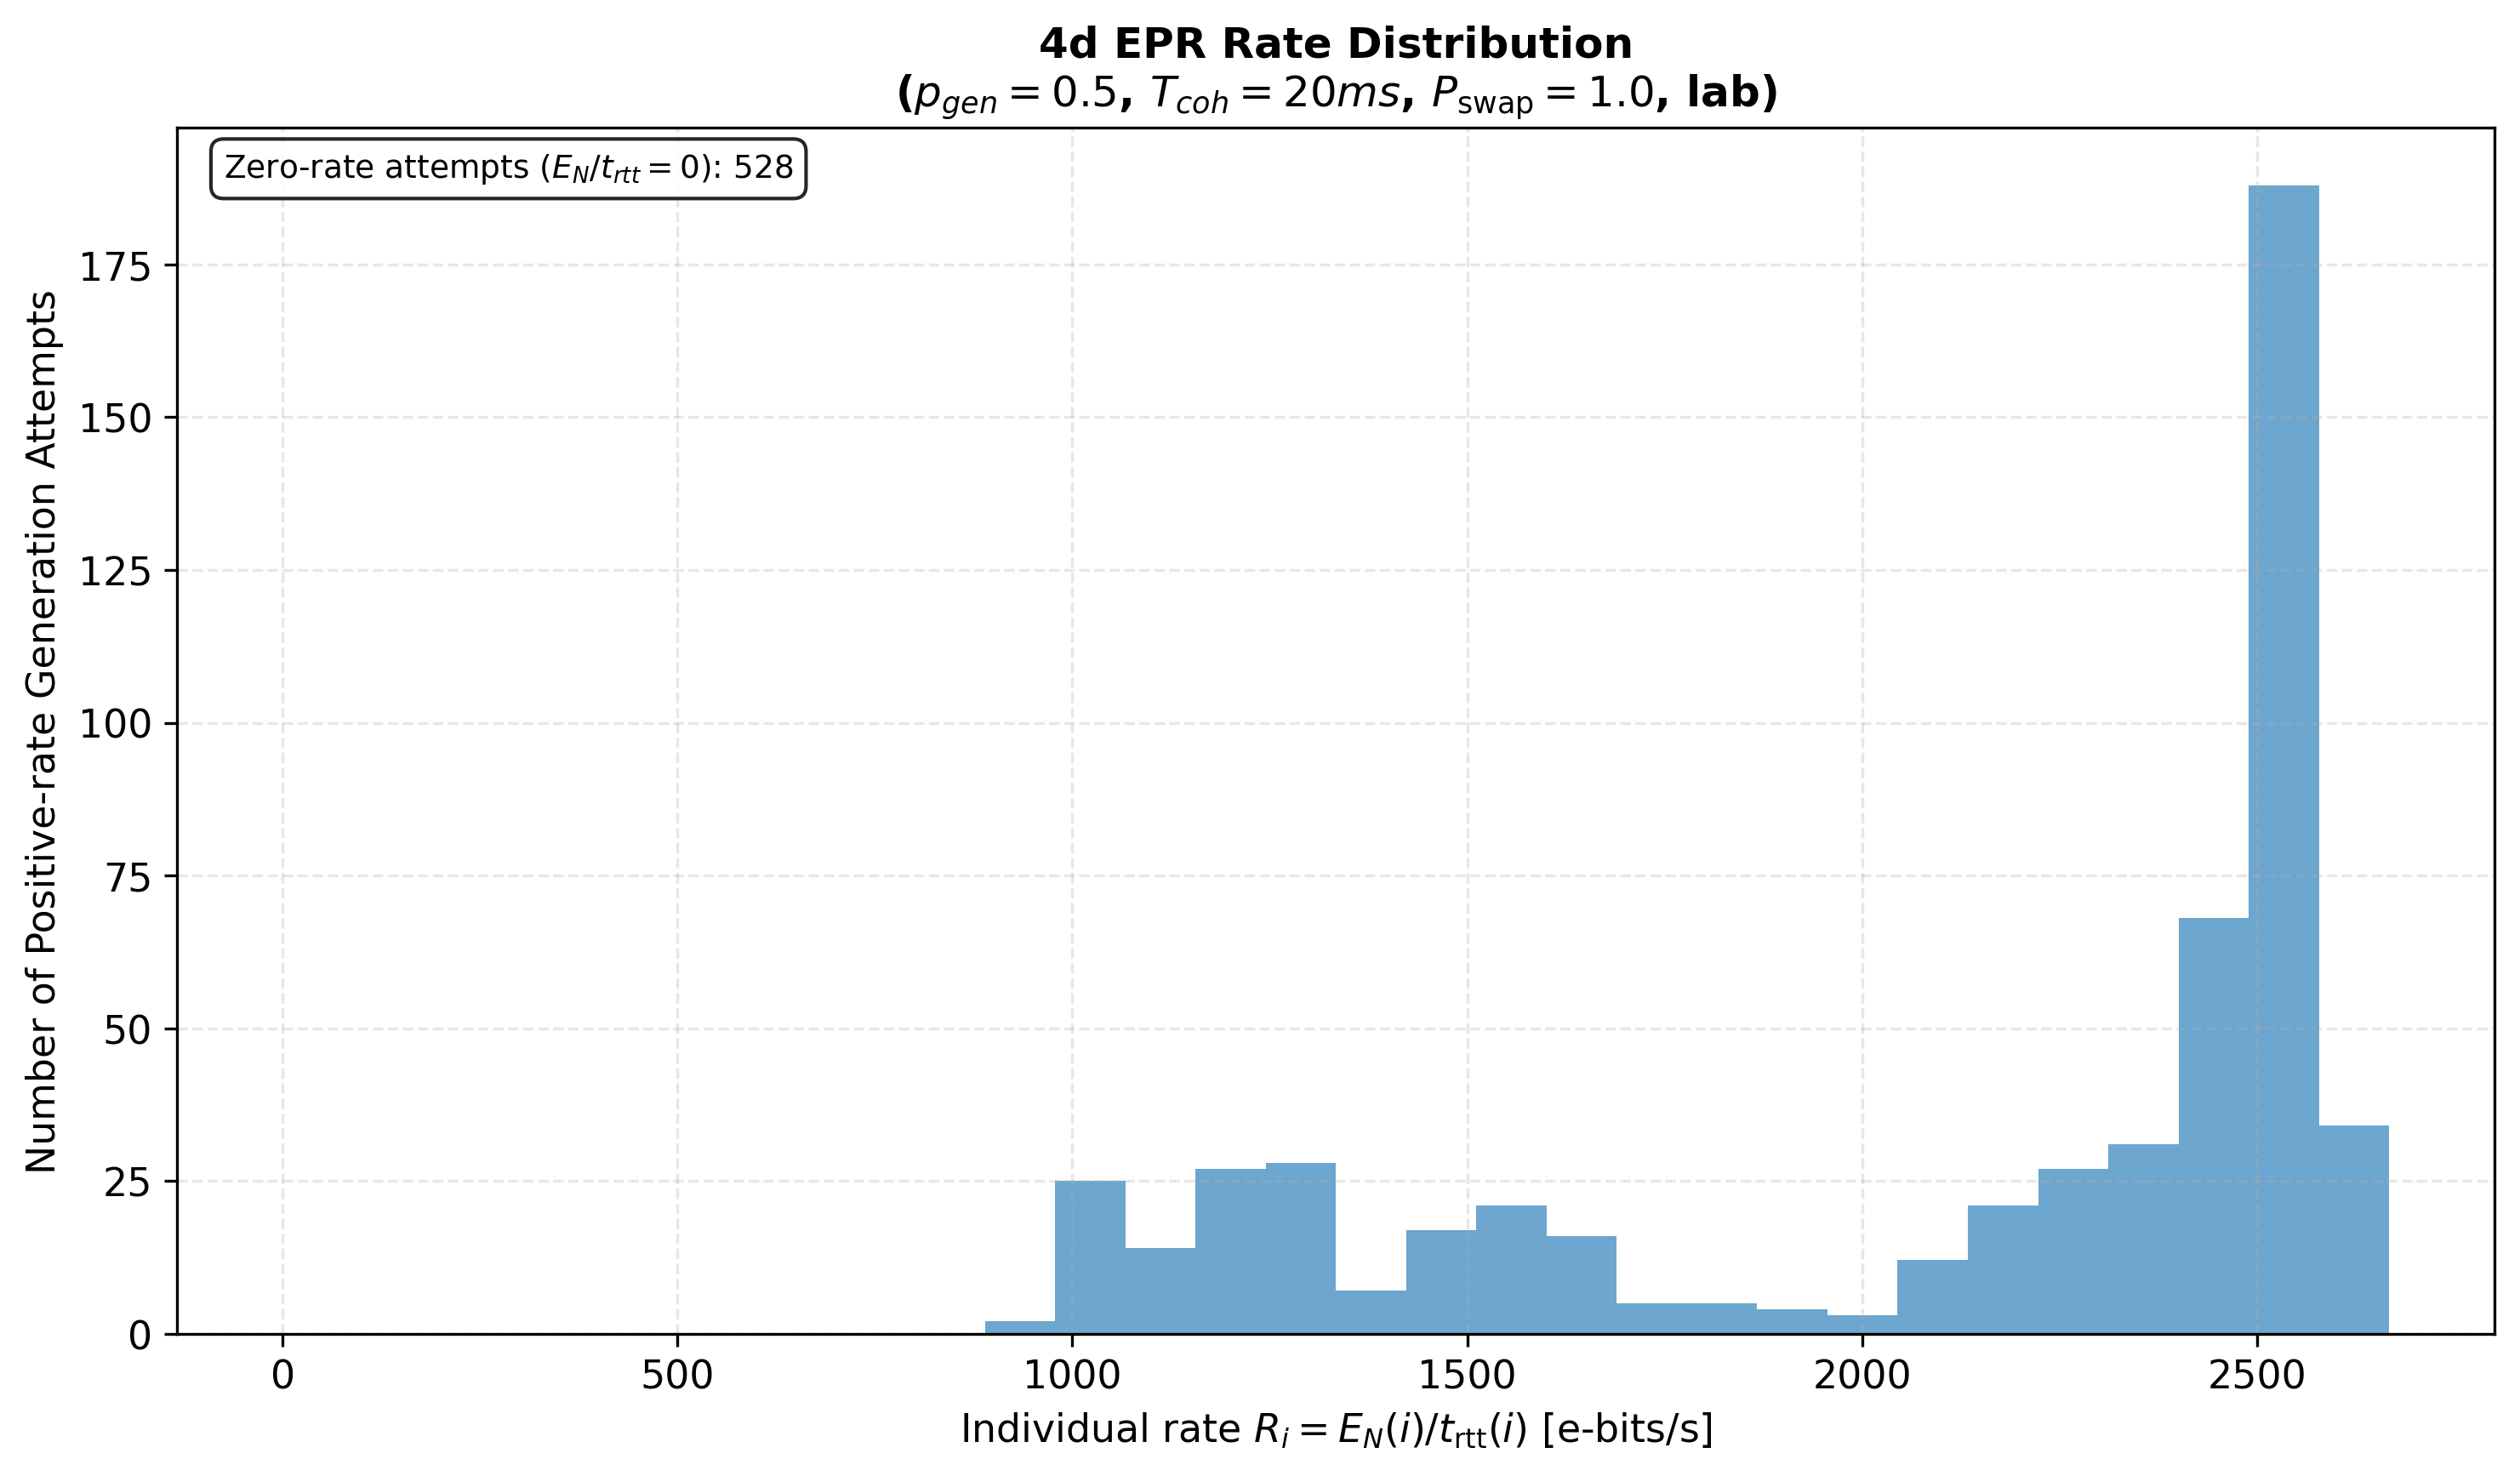 4d EPR Rate Distribution
(p_gen = 0.5, T_coh = 20ms, P_swap = 1.0, lab)
Zero-rate attempts (E_N/t_rtt = 0): 528
Number of Positive-rate Generation Attempts
175
150
125
100
75
50
25
0
0 500 1000 1500 2000 2500
Individual rate R_i = E_N(i)/t_rtt(i) [e-bits/s]